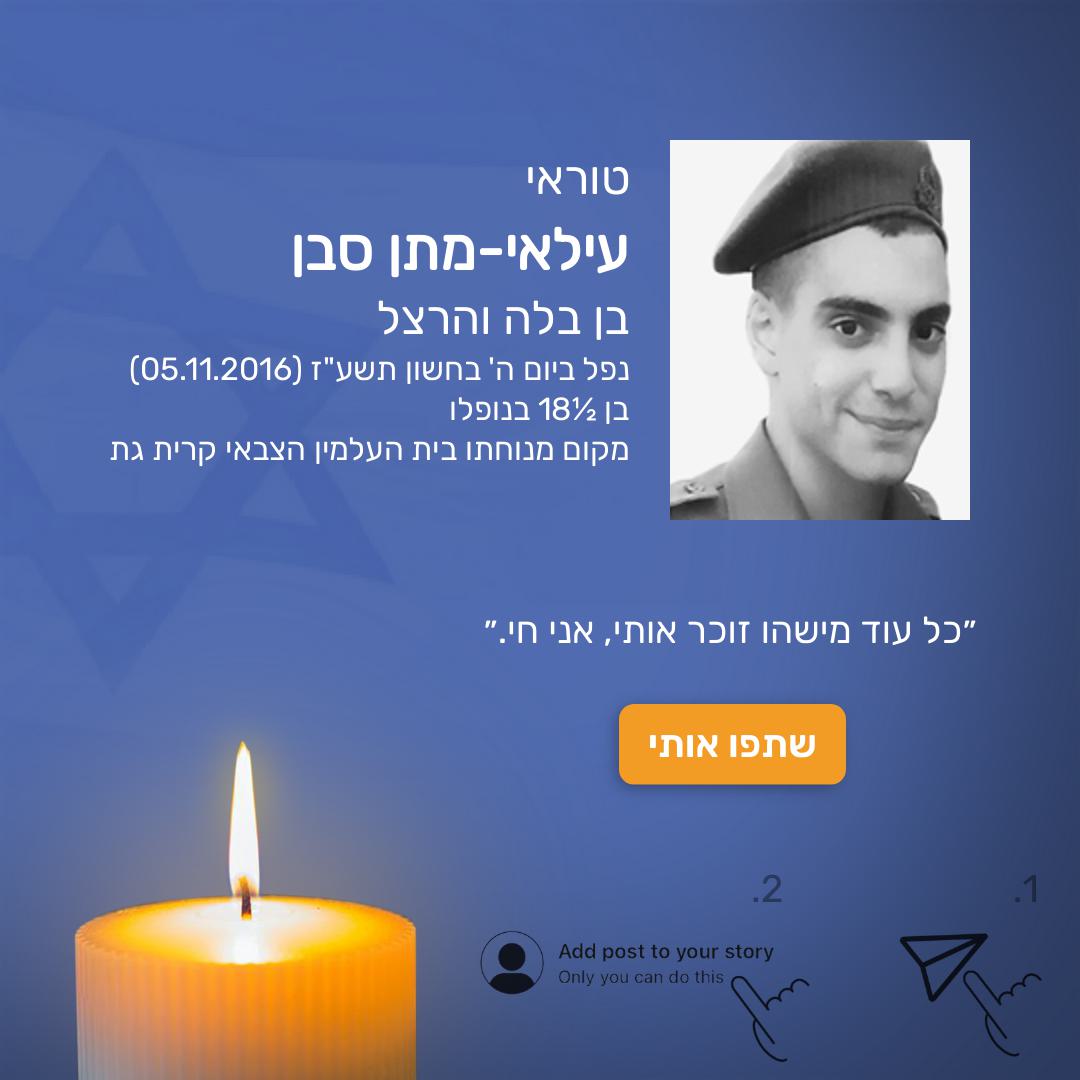 טוראי
עילאי-מתן סבן
בן בלה והרצל
נפל ביום ה' בחשון תשע"ז (05.11.2016)
בן 18½ בנופלו
מקום מנוחתו בית העלמין הצבאי קרית גת
״כל עוד מישהו זוכר אותי, אני חי.״
שתפו אותי
.1
.2
Add post to your story
Only you can do this